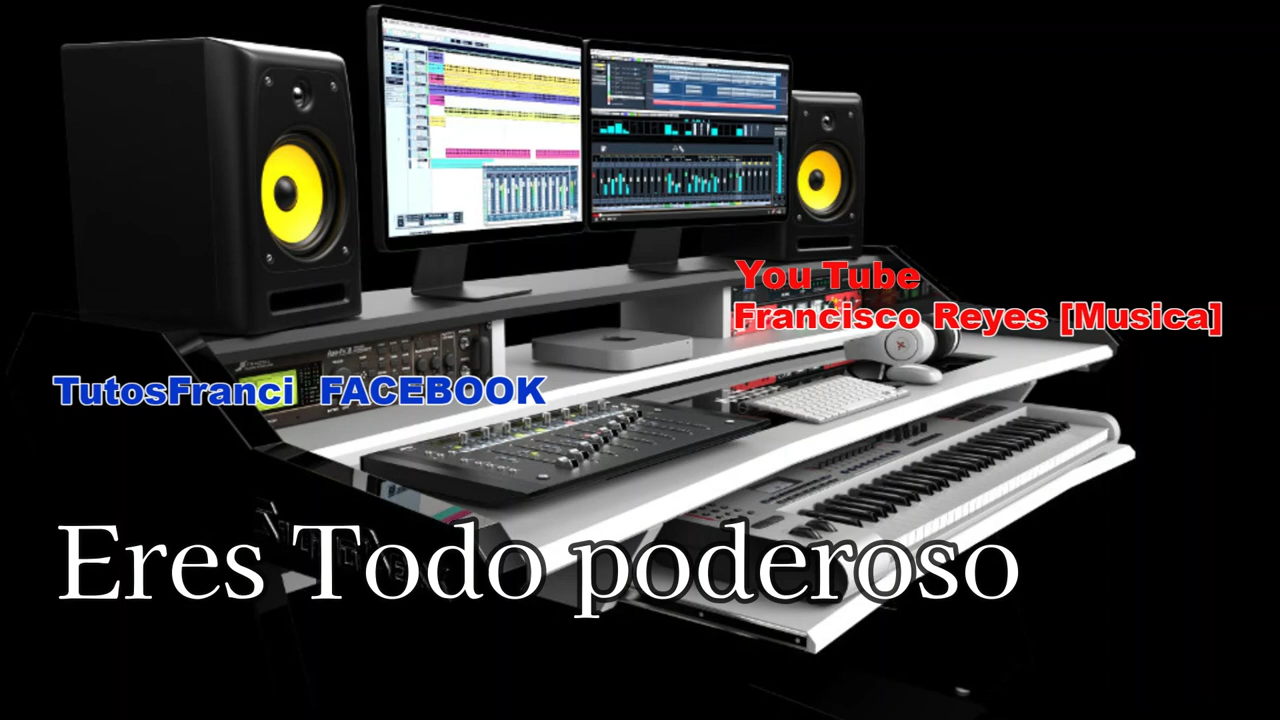 You Tube
Francisco Reyes [Musica]
TutosFranci FACEBOOK
Eres Todo poderoso